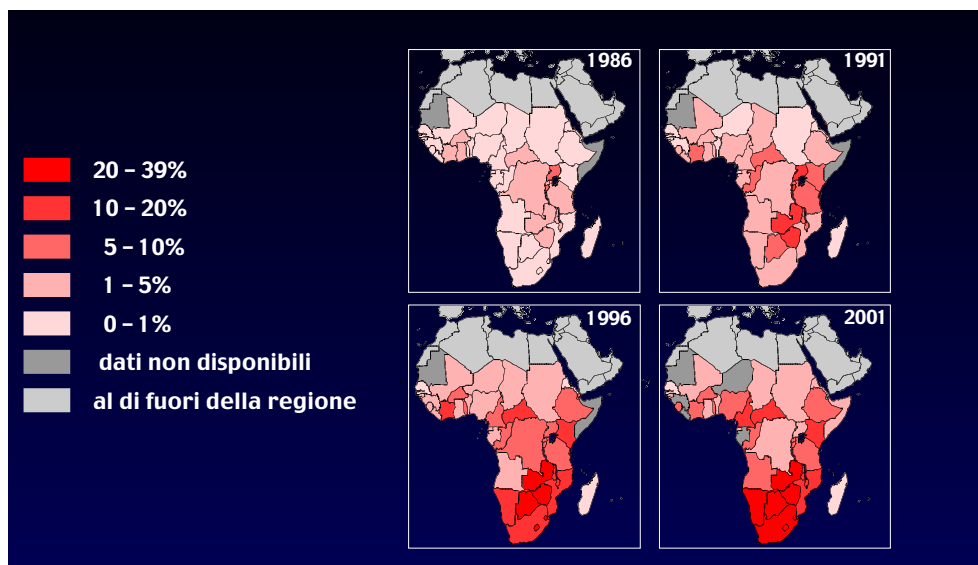 1986
1991
20 – 39%
10 – 20%
5 – 10%
1 – 5%
0 – 1%
dati non disponibili
al di fuori della regione
1996
2001